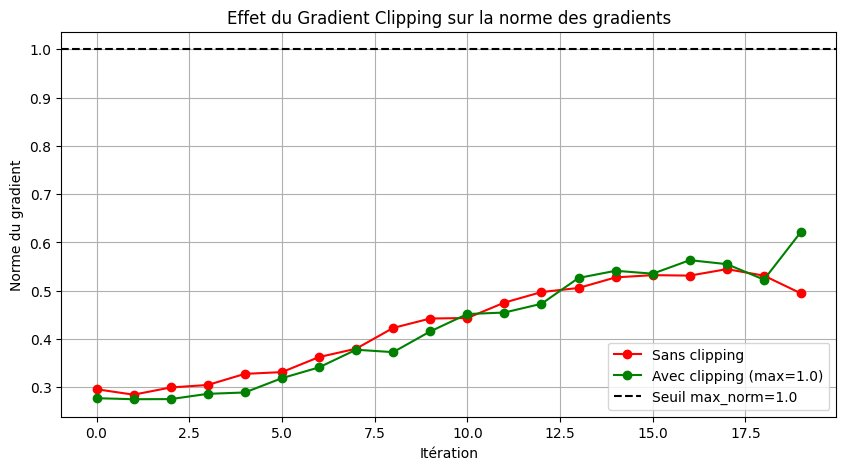 Effet du Gradient Clipping sur la norme des gradients
Norme du gradient
1.0
0.9
0.8
0.7
0.6
0.5
0.4
0.3
Sans clipping
Avec clipping (max=1.0)
Seuil max_norm=1.0
0.0 2.5 5.0 7.5 10.0 12.5 15.0 17.5
Itération